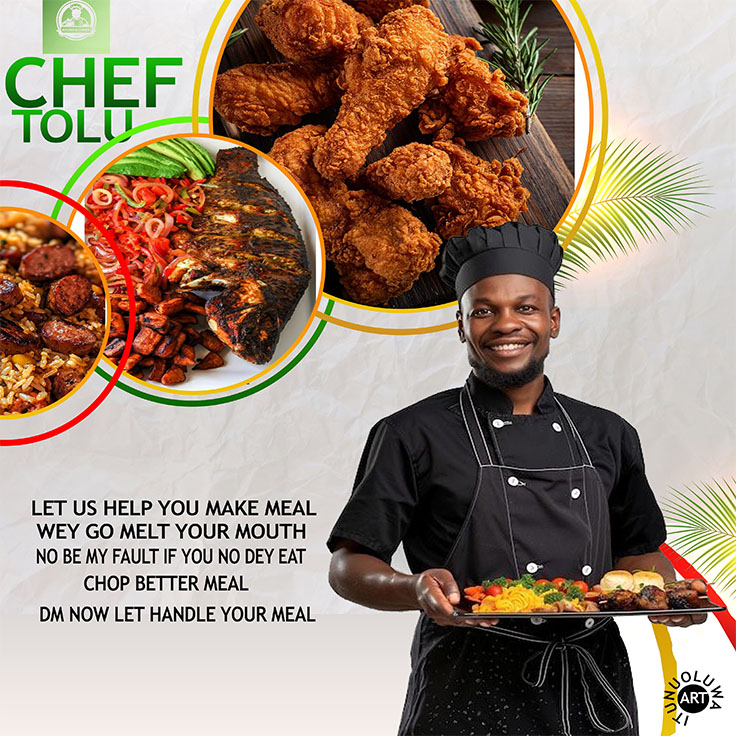 CHEF
TOLU
LET US HELP YOU MAKE MEAL
WEY GO MELT YOUR MOUTH
NO BE MY FAULT IF YOU NO DEY EAT
CHOP BETTER MEAL
DM NOW LET HANDLE YOUR MEAL
ITUNUOLUWA
ART